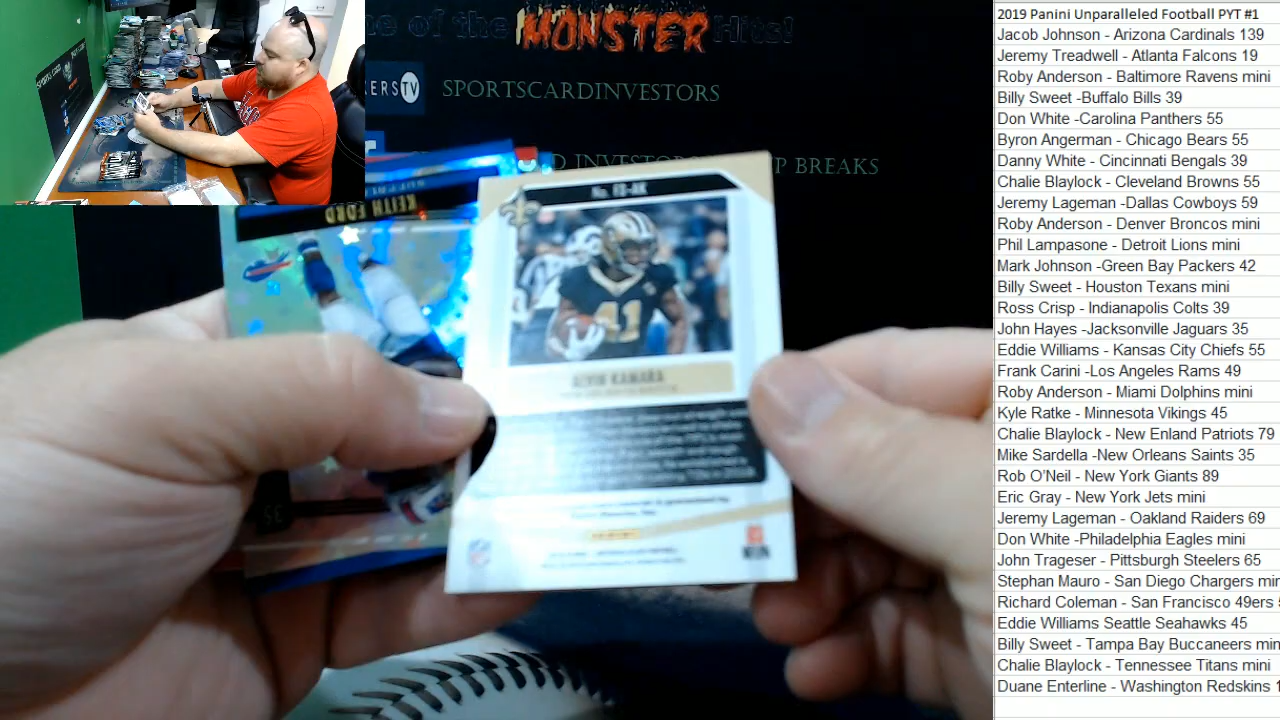 MONSTER Hits!
ERSTV SPORTSCARDINVESTORS
P BREAKS
KEITH FORD
35
No. FD-AK
41
ALVIN KAMARA
2019 Panini Unparalleled Football PYT #1
Jacob Johnson - Arizona Cardinals 139
Jeremy Treadwell - Atlanta Falcons 19
Roby Anderson - Baltimore Ravens mini
Billy Sweet -Buffalo Bills 39
Don White -Carolina Panthers 55
Byron Angerman - Chicago Bears 55
Danny White - Cincinnati Bengals 39
Chalie Blaylock - Cleveland Browns 55
Jeremy Lageman -Dallas Cowboys 59
Roby Anderson - Denver Broncos mini
Phil Lampasone - Detroit Lions mini
Mark Johnson -Green Bay Packers 42
Billy Sweet - Houston Texans mini
Ross Crisp - Indianapolis Colts 39
John Hayes -Jacksonville Jaguars 35
Eddie Williams - Kansas City Chiefs 55
Frank Carini -Los Angeles Rams 49
Roby Anderson - Miami Dolphins mini
Kyle Ratke - Minnesota Vikings 45
Chalie Blaylock - New Enland Patriots 79
Mike Sardella -New Orleans Saints 35
Rob O'Neil - New York Giants 89
Eric Gray - New York Jets mini
Jeremy Lageman - Oakland Raiders 69
Don White -Philadelphia Eagles mini
John Trageser - Pittsburgh Steelers 65
Stephan Mauro - San Diego Chargers min
Richard Coleman - San Francisco 49ers
Eddie Williams Seattle Seahawks 45
Billy Sweet - Tampa Bay Buccaneers min
Chalie Blaylock - Tennessee Titans mini
Duane Enterline - Washington Redskins 1